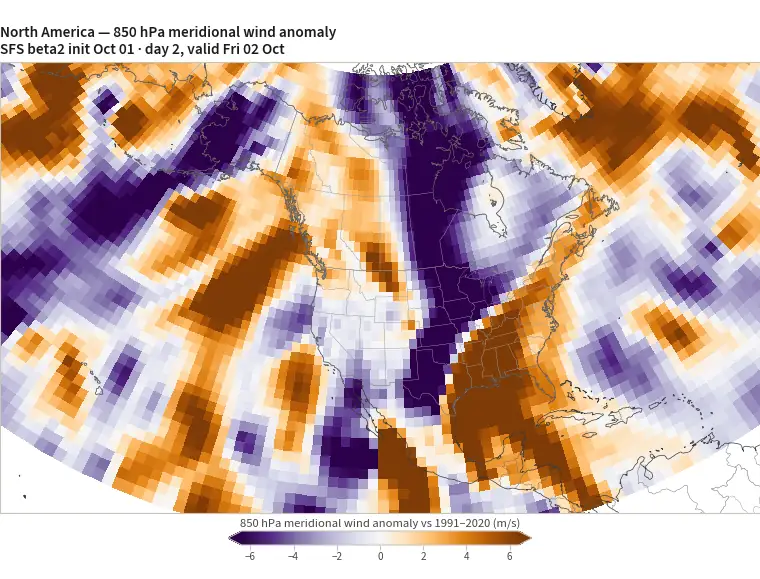 North America — 850 hPa meridional wind anomaly
SFS beta2 init Oct 01 · day 2, valid Fri 02 Oct
850 hPa meridional wind anomaly vs 1991–2020 (m/s)
−6 −4 −2 0 2 4 6